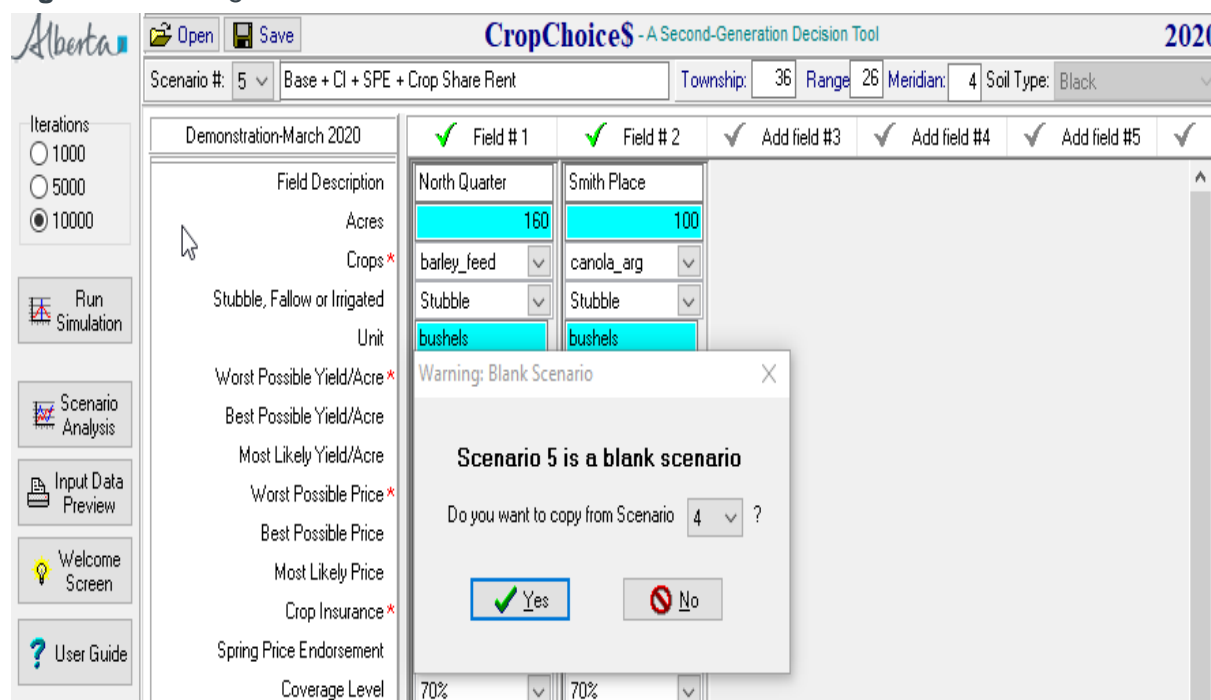 Alberta
Open
Save
CropChoice$ - A Second-Generation Decision Tool
2020
Scenario #: 5 Base + CI + SPE + Crop Share Rent
Township: 36 Range 26 Meridian: 4 Soil Type: Black
Iterations
1000
5000
10000
Run
Simulation
Scenario
Analysis
Input Data
Preview
Welcome
Screen
User Guide
Demonstration-March 2020
Field # 1
Field # 2
Add field #3
Add field #4
Add field #5
Field Description North Quarter Smith Place
Acres 160 100
Crops * barley_feed canola_arg
Stubble, Fallow or Irrigated Stubble Stubble
Unit bushels bushels
Worst Possible Yield/Acre *
Best Possible Yield/Acre
Most Likely Yield/Acre
Worst Possible Price *
Best Possible Price
Most Likely Price
Crop Insurance *
Spring Price Endorsement
Coverage Level 70% 70%
Warning: Blank Scenario
Scenario 5 is a blank scenario
Do you want to copy from Scenario 4 ?
Yes
No